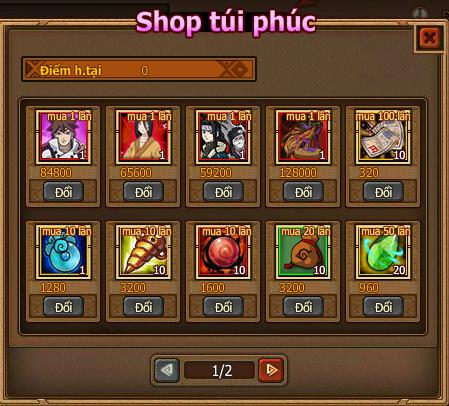 Shop túi phúc
Điểm h.tại 0
mua 1 lần mua 1 lần mua 1 lần mua 1 lần mua 100 lần
1 1 1 1 10
84800 65600 59200 128000 320
Đổi Đổi Đổi Đổi Đổi
mua 10 lần mua 10 lần mua 10 lần mua 20 lần mua 50 lần
1 10 10 10 20
1280 3200 1600 3200 960
Đổi Đổi Đổi Đổi Đổi
1/2